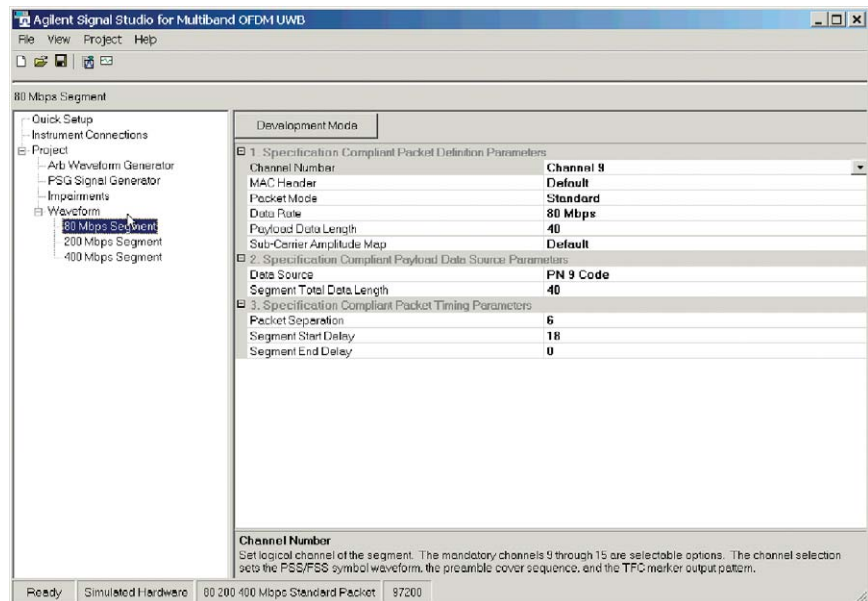 Agilent Signal Studio for Multiband OFDM UWB
File View Project Help
80 Mbps Segment
Quick Setup
Instrument Connections
Project
Arb Waveform Generator
PSG Signal Generator
Impairments
Waveform
80 Mbps Segment
200 Mbps Segment
400 Mbps Segment
Development Mode
1. Specification Compliant Packet Definition Parameters
Channel Number Channel 9
MAC Header Default
Packet Mode Standard
Data Rate 80 Mbps
Payload Data Length 40
Sub-Carrier Amplitude Map Default
2. Specification Compliant Payload Data Source Parameters
Data Source PN 9 Code
Segment Total Data Length 40
3. Specification Compliant Packet Timing Parameters
Packet Separation 6
Segment Start Delay 18
Segment End Delay 0
Channel Number
Set logical channel of the segment. The mandatory channels 9 through 15 are selectable options. The channel selection
sets the PSS/FSS symbol waveform, the preamble cover sequence, and the TFC marker output pattern.
Ready Simulated Hardware 80 200 400 Mbps Standard Packet 97200